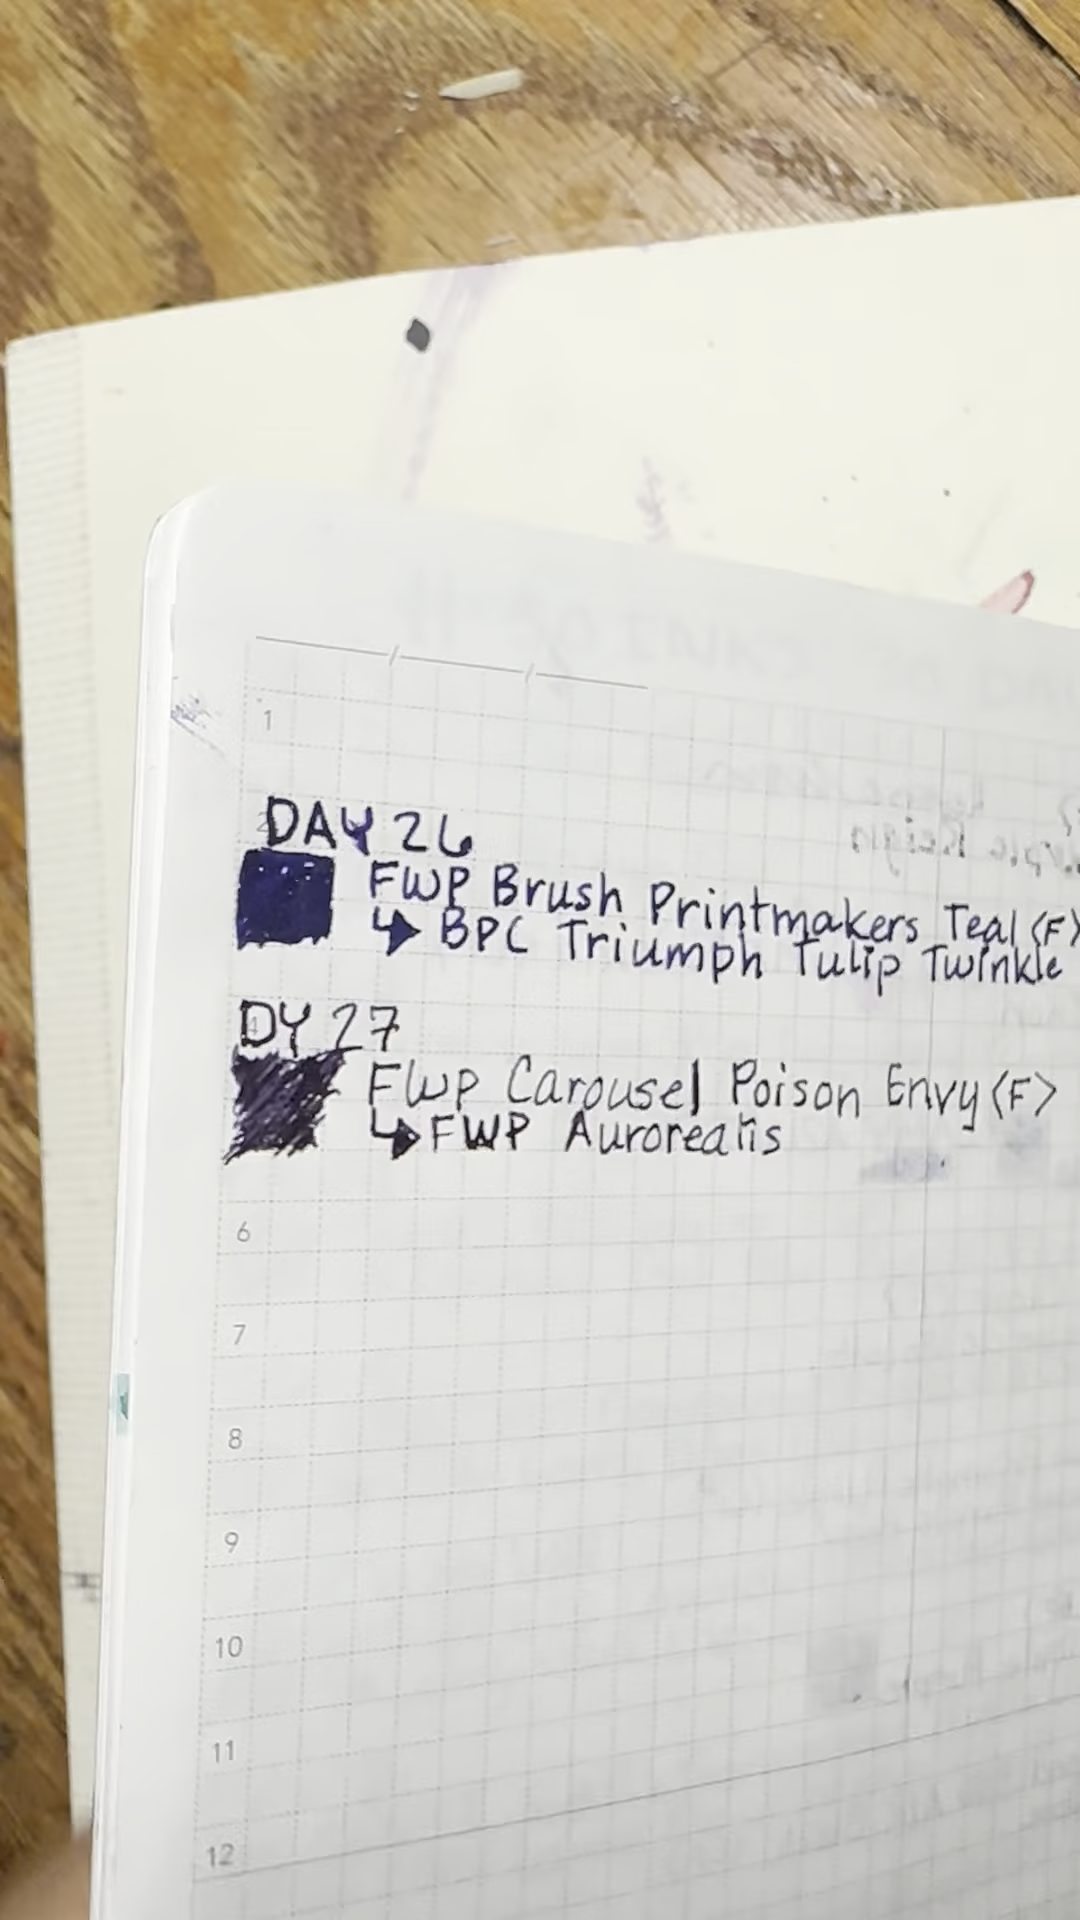 1
DAY 26
FWP Brush Printmakers Teal <F>
↳ BPC Triumph Tulip Twinkle
DY 27
FWP Carousel Poison Envy <F>
↳ FWP Aurorealis
6
7
8
9
10
11
12